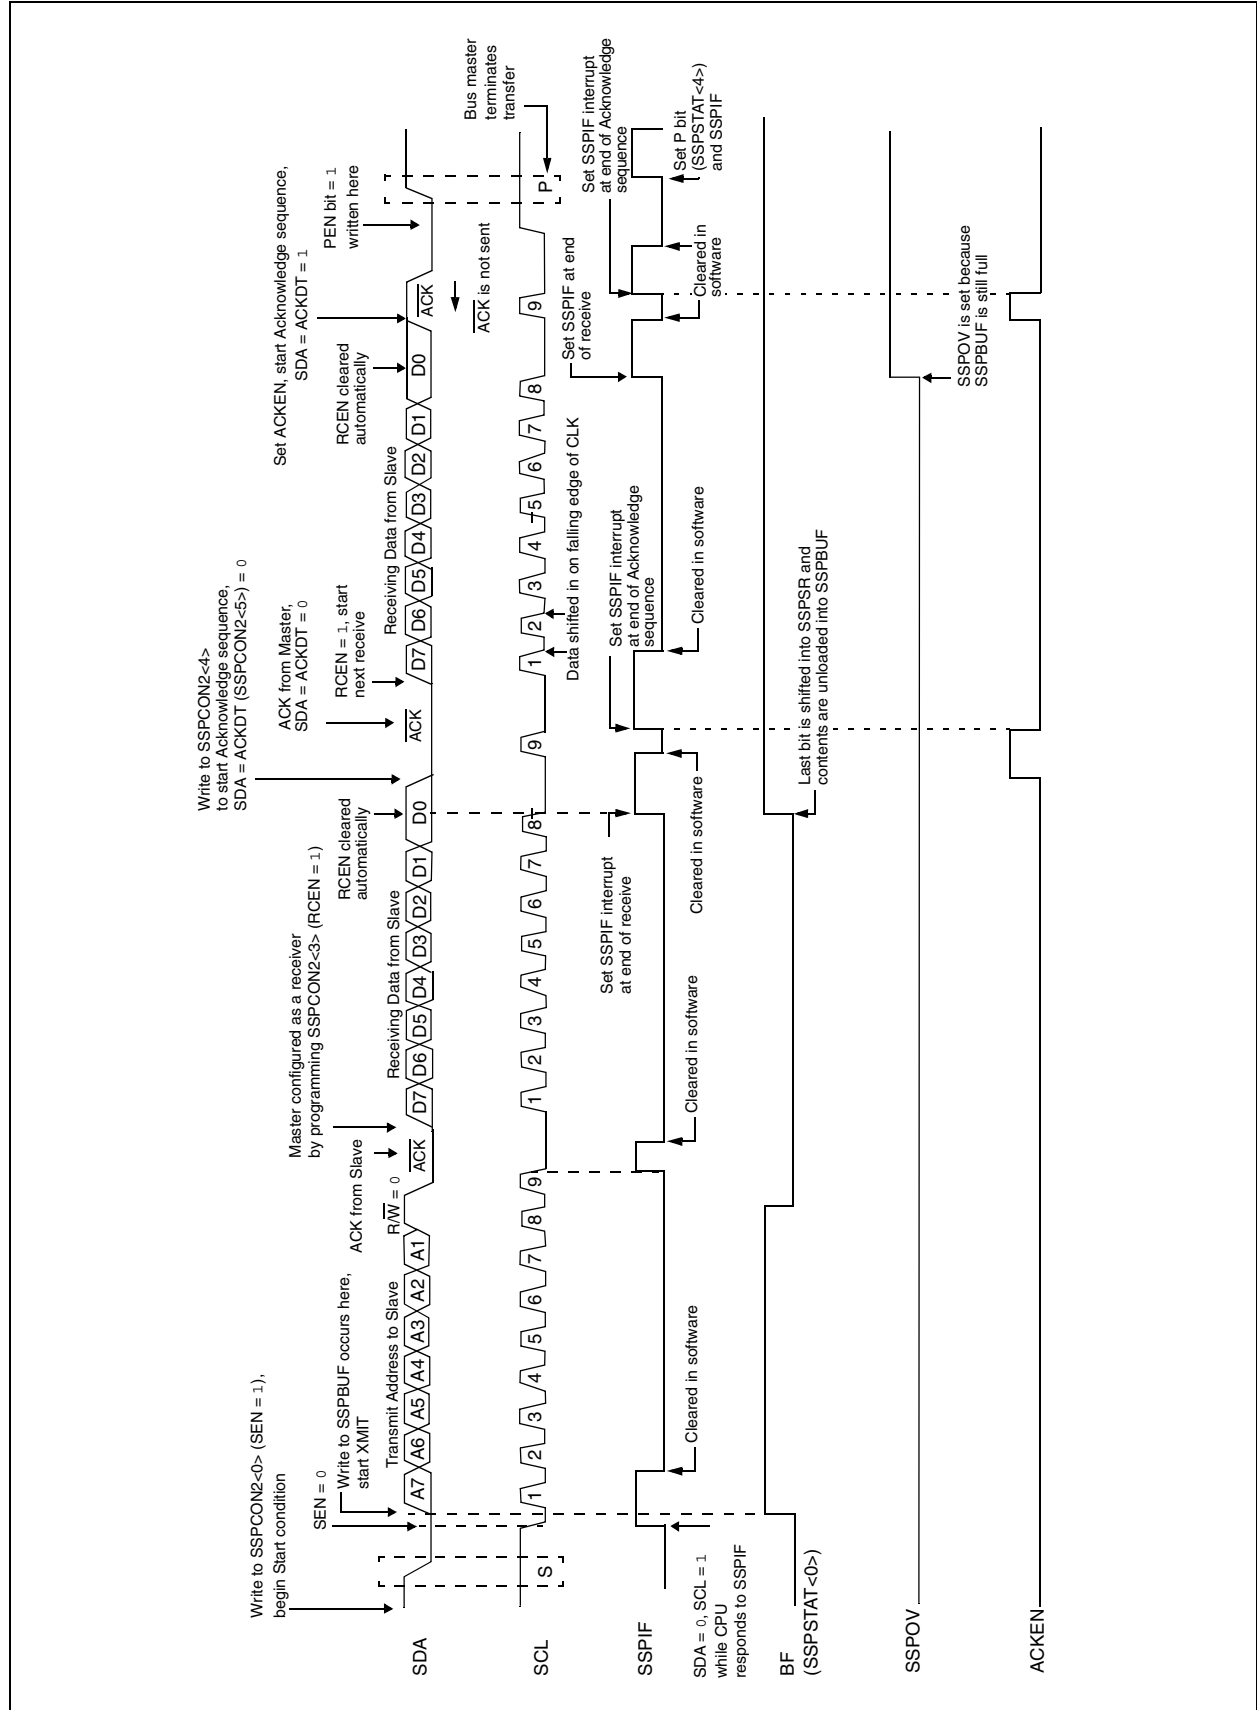 Write to SSPCON2<0> (SEN = 1),
begin Start condition
SEN = 0
Write to SSPBUF occurs here,
start XMIT
ACK from Slave
Master configured as a receiver
by programming SSPCON2<3> (RCEN = 1)
RCEN cleared
automatically
Write to SSPCON2<4>
to start Acknowledge sequence,
SDA = ACKDT (SSPCON2<5>) = 0
ACK from Master,
SDA = ACKDT = 0
RCEN = 1, start
next receive
RCEN cleared
automatically
Set ACKEN, start Acknowledge sequence,
SDA = ACKDT = 1
PEN bit = 1
written here
Transmit Address to Slave
R/W = 0
Receiving Data from Slave
Receiving Data from Slave
SDA
A7 A6 A5 A4 A3 A2 A1
ACK
D7 D6 D5 D4 D3 D2 D1 D0
ACK
D7 D6 D5 D4 D3 D2 D1 D0
ACK
ACK is not sent
Bus master
terminates
transfer
SCL
S
1 2 3 4 5 6 7 8 9
1 2 3 4 5 6 7 8 9
1 2 3 4 5 6 7 8 9
P
Data shifted in on falling edge of CLK
Set SSPIF interrupt
at end of receive
Set SSPIF interrupt
at end of Acknowledge
sequence
Set SSPIF at end
of receive
Set SSPIF interrupt
at end of Acknowledge
sequence
SSPIF
SDA = 0, SCL = 1
while CPU
responds to SSPIF
Cleared in software
Cleared in software
Cleared in software
Cleared in software
Cleared in
software
Set P bit
(SSPSTAT<4>)
and SSPIF
BF
(SSPSTAT<0>)
Last bit is shifted into SSPSR and
contents are unloaded into SSPBUF
SSPOV
SSPOV is set because
SSPBUF is still full
ACKEN